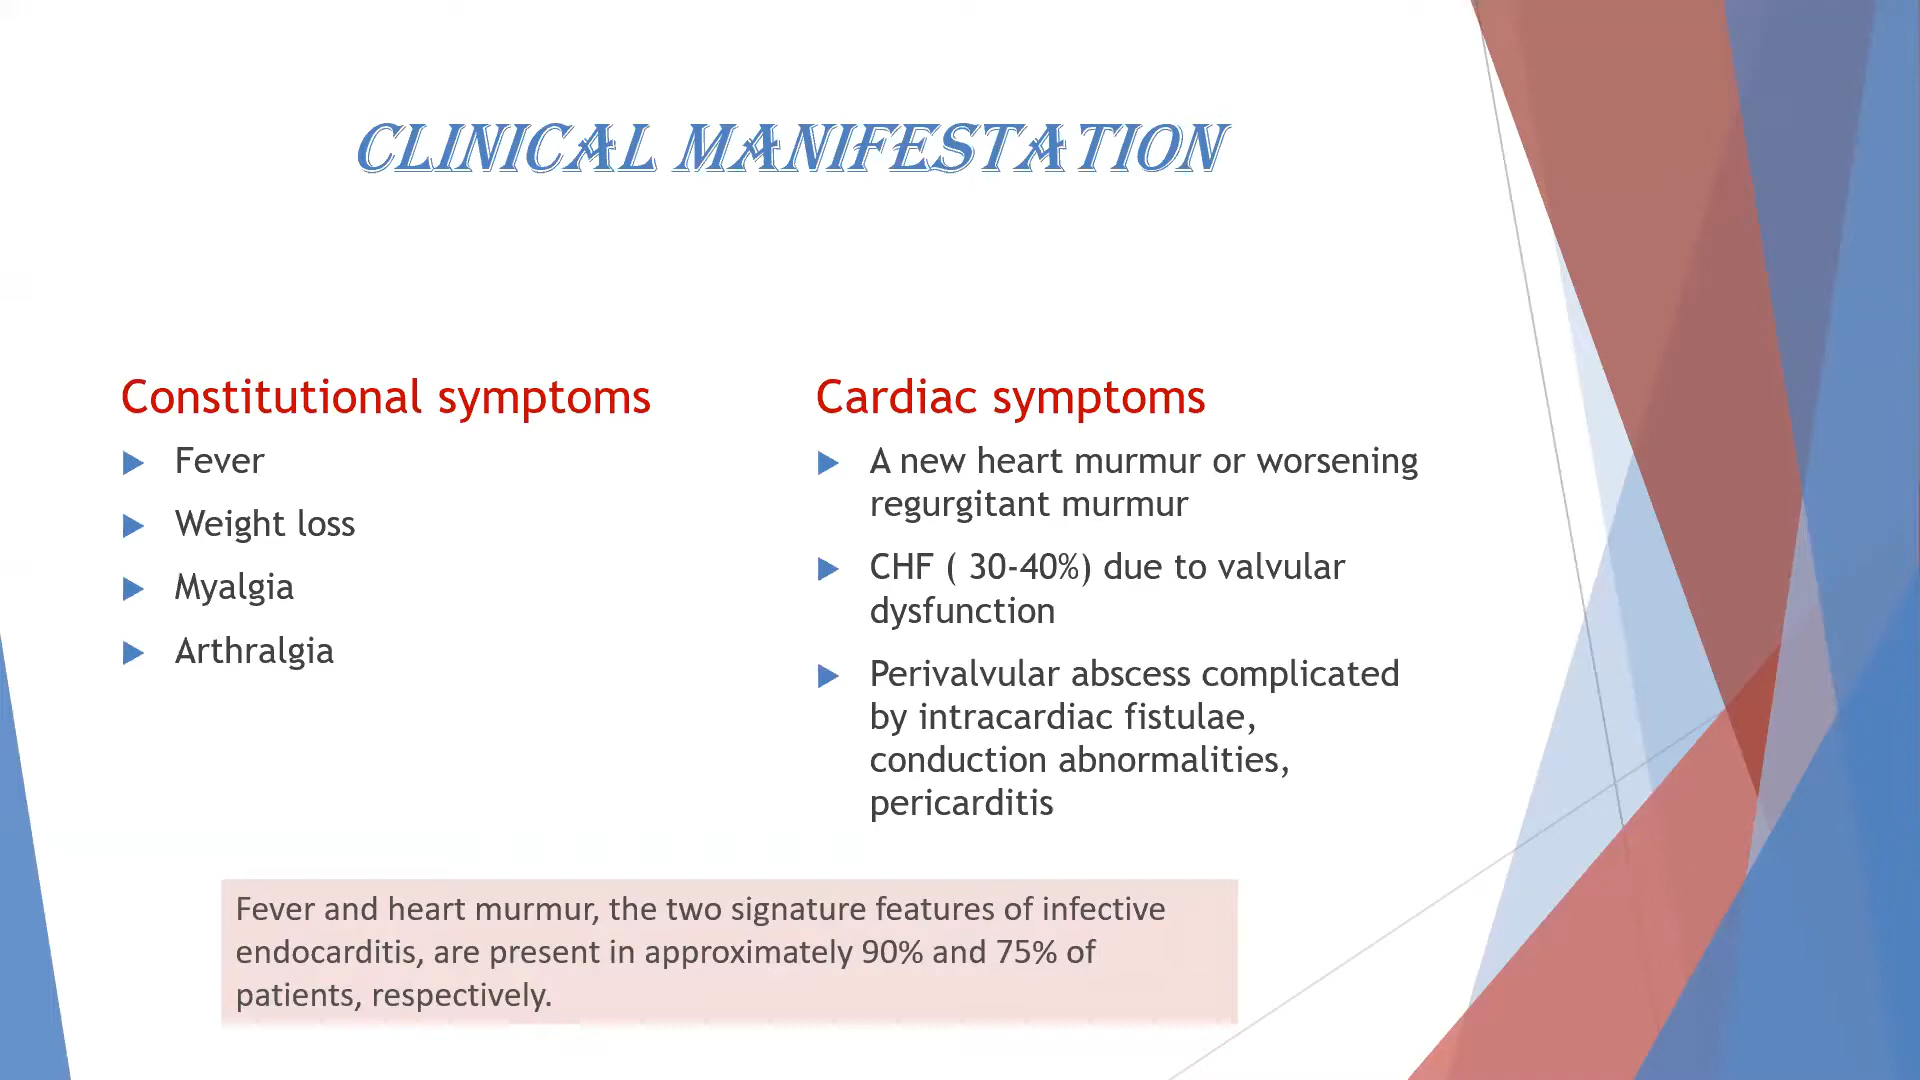 CLINICAL MANIFESTATION
Constitutional symptoms
Fever
Weight loss
Myalgia
Arthralgia
Cardiac symptoms
A new heart murmur or worsening
regurgitant murmur
CHF ( 30-40%) due to valvular
dysfunction
Perivalvular abscess complicated
by intracardiac fistulae,
conduction abnormalities,
pericarditis
Fever and heart murmur, the two signature features of infective
endocarditis, are present in approximately 90% and 75% of
patients, respectively.